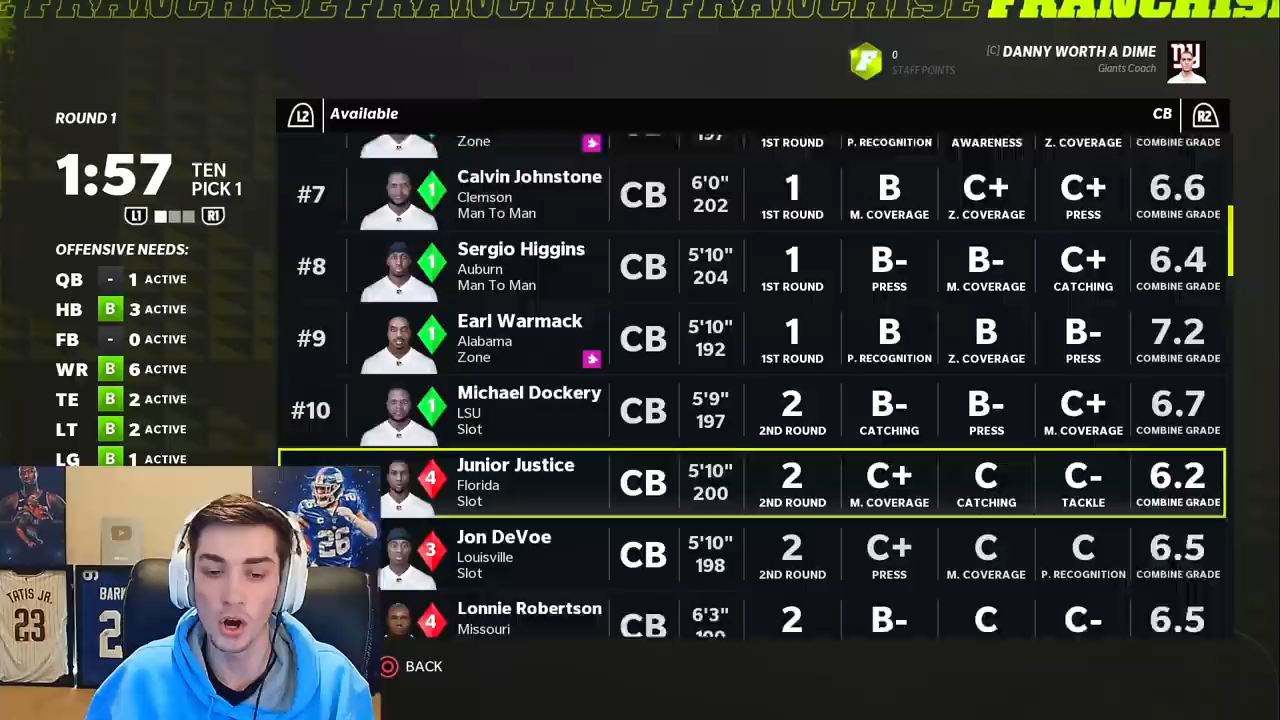 FRANCHISE FRANCHISE FRANCHISE FRANCHISE FRANCHISE
0
STAFF POINTS
[C] DANNY WORTH A DIME
Giants Coach
ROUND 1
1:57 TEN PICK 1
L1 R1
OFFENSIVE NEEDS:
QB - 1 ACTIVE
HB B 3 ACTIVE
FB - 0 ACTIVE
WR B 6 ACTIVE
TE B 2 ACTIVE
LT B 2 ACTIVE
LG B 1 ACTIVE
L2 Available CB R2
Zone 1ST ROUND P. RECOGNITION AWARENESS Z. COVERAGE COMBINE GRADE
#7 1 Calvin Johnstone CB 6'0" 1 B C+ C+ 6.6
Clemson
Man To Man 202 1ST ROUND M. COVERAGE Z. COVERAGE PRESS COMBINE GRADE
#8 1 Sergio Higgins CB 5'10" 1 B- B- C+ 6.4
Auburn
Man To Man 204 1ST ROUND PRESS M. COVERAGE CATCHING COMBINE GRADE
#9 1 Earl Warmack CB 5'10" 1 B B B- 7.2
Alabama
Zone 192 1ST ROUND P. RECOGNITION Z. COVERAGE PRESS COMBINE GRADE
#10 1 Michael Dockery CB 5'9" 2 B- B- C+ 6.7
LSU
Slot 197 2ND ROUND CATCHING PRESS M. COVERAGE COMBINE GRADE
4 Junior Justice CB 5'10" 2 C+ C C- 6.2
Florida
Slot 200 2ND ROUND M. COVERAGE CATCHING TACKLE COMBINE GRADE
3 Jon DeVoe CB 5'10" 2 C+ C C 6.5
Louisville
Slot 198 2ND ROUND PRESS M. COVERAGE P. RECOGNITION COMBINE GRADE
4 Lonnie Robertson CB 6'3" 2 B- C C- 6.5
Missouri
BACK
26
TATIS JR.
23
BARK
2